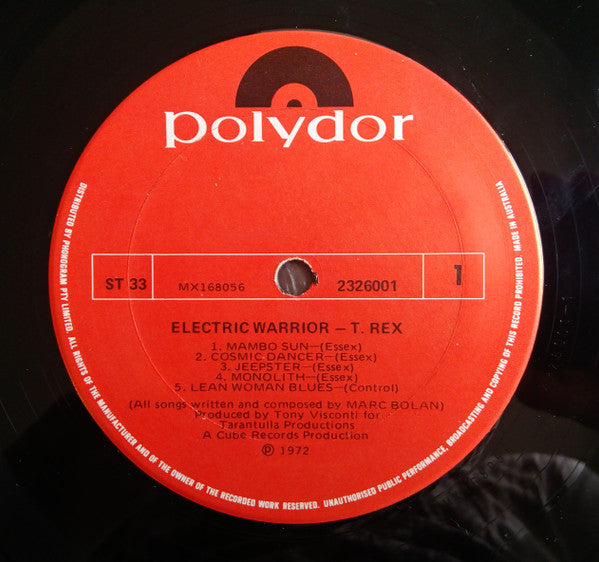 polydor
ST 33 MX168056 2326001 1
ELECTRIC WARRIOR – T. REX
1. MAMBO SUN–(Essex)
2. COSMIC DANCER–(Essex)
3. JEEPSTER–(Essex)
4. MONOLITH–(Essex)
5. LEAN WOMAN BLUES–(Control)
(All songs written and composed by MARC BOLAN)
Produced by Tony Visconti for
Tarantulla Productions
A Cube Records Production
℗ 1972
DISTRIBUTED BY PHONOGRAM PTY LIMITED. ALL RIGHTS OF THE MANUFACTURER AND OF THE OWNER OF THE RECORDED WORK RESERVED. UNAUTHORISED PUBLIC PERFORMANCE, BROADCASTING AND COPYING OF THIS RECORD PROHIBITED. MADE IN AUSTRALIA